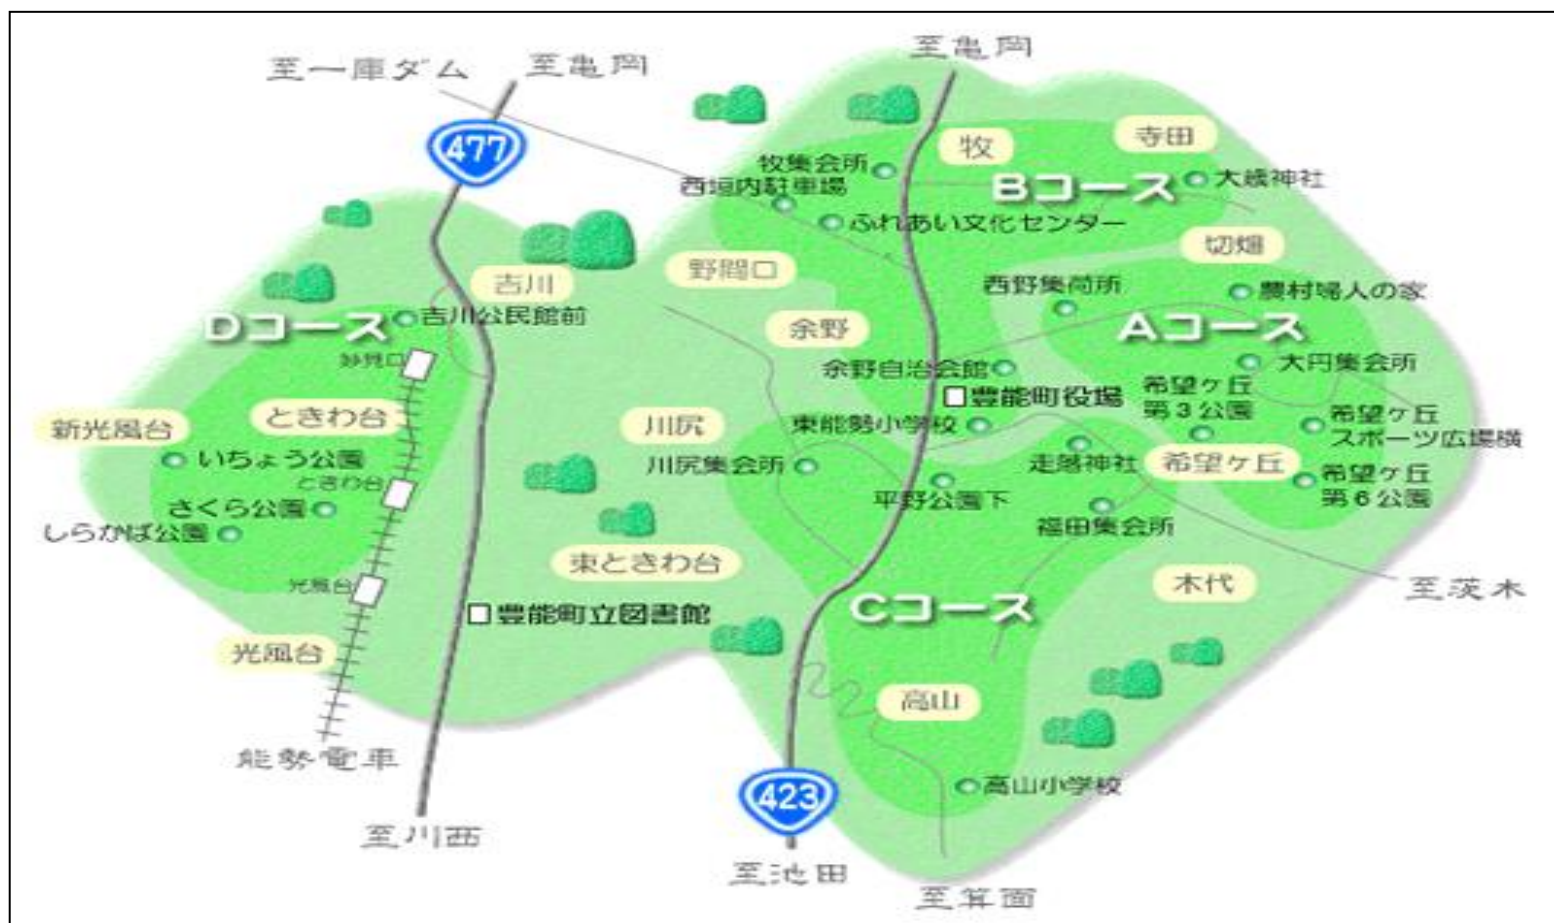 至亀岡
至一庫ダム
至亀岡
477
牧
寺田
牧集会所
西垣内駐車場
Bコース
大歳神社
ふれあい文化センター
切畑
野間口
吉川
西野集荷所
農村婦人の家
Dコース
吉川公民館前
余野
Aコース
妙見口
余野自治会館
大円集会所
豊能町役場
希望ケ丘
第3公園
新光風台
ときわ台
川尻
東能勢小学校
希望ケ丘
スポーツ広場横
いちょう公園
川尻集会所
走落神社
希望ケ丘
ときわ台
平野公園下
希望ケ丘
第6公園
さくら公園
しらかば公園
福田集会所
東ときわ台
木代
光風台
至茨木
豊能町立図書館
Cコース
光風台
高山
能勢電車
高山小学校
423
至川西
至池田
至箕面